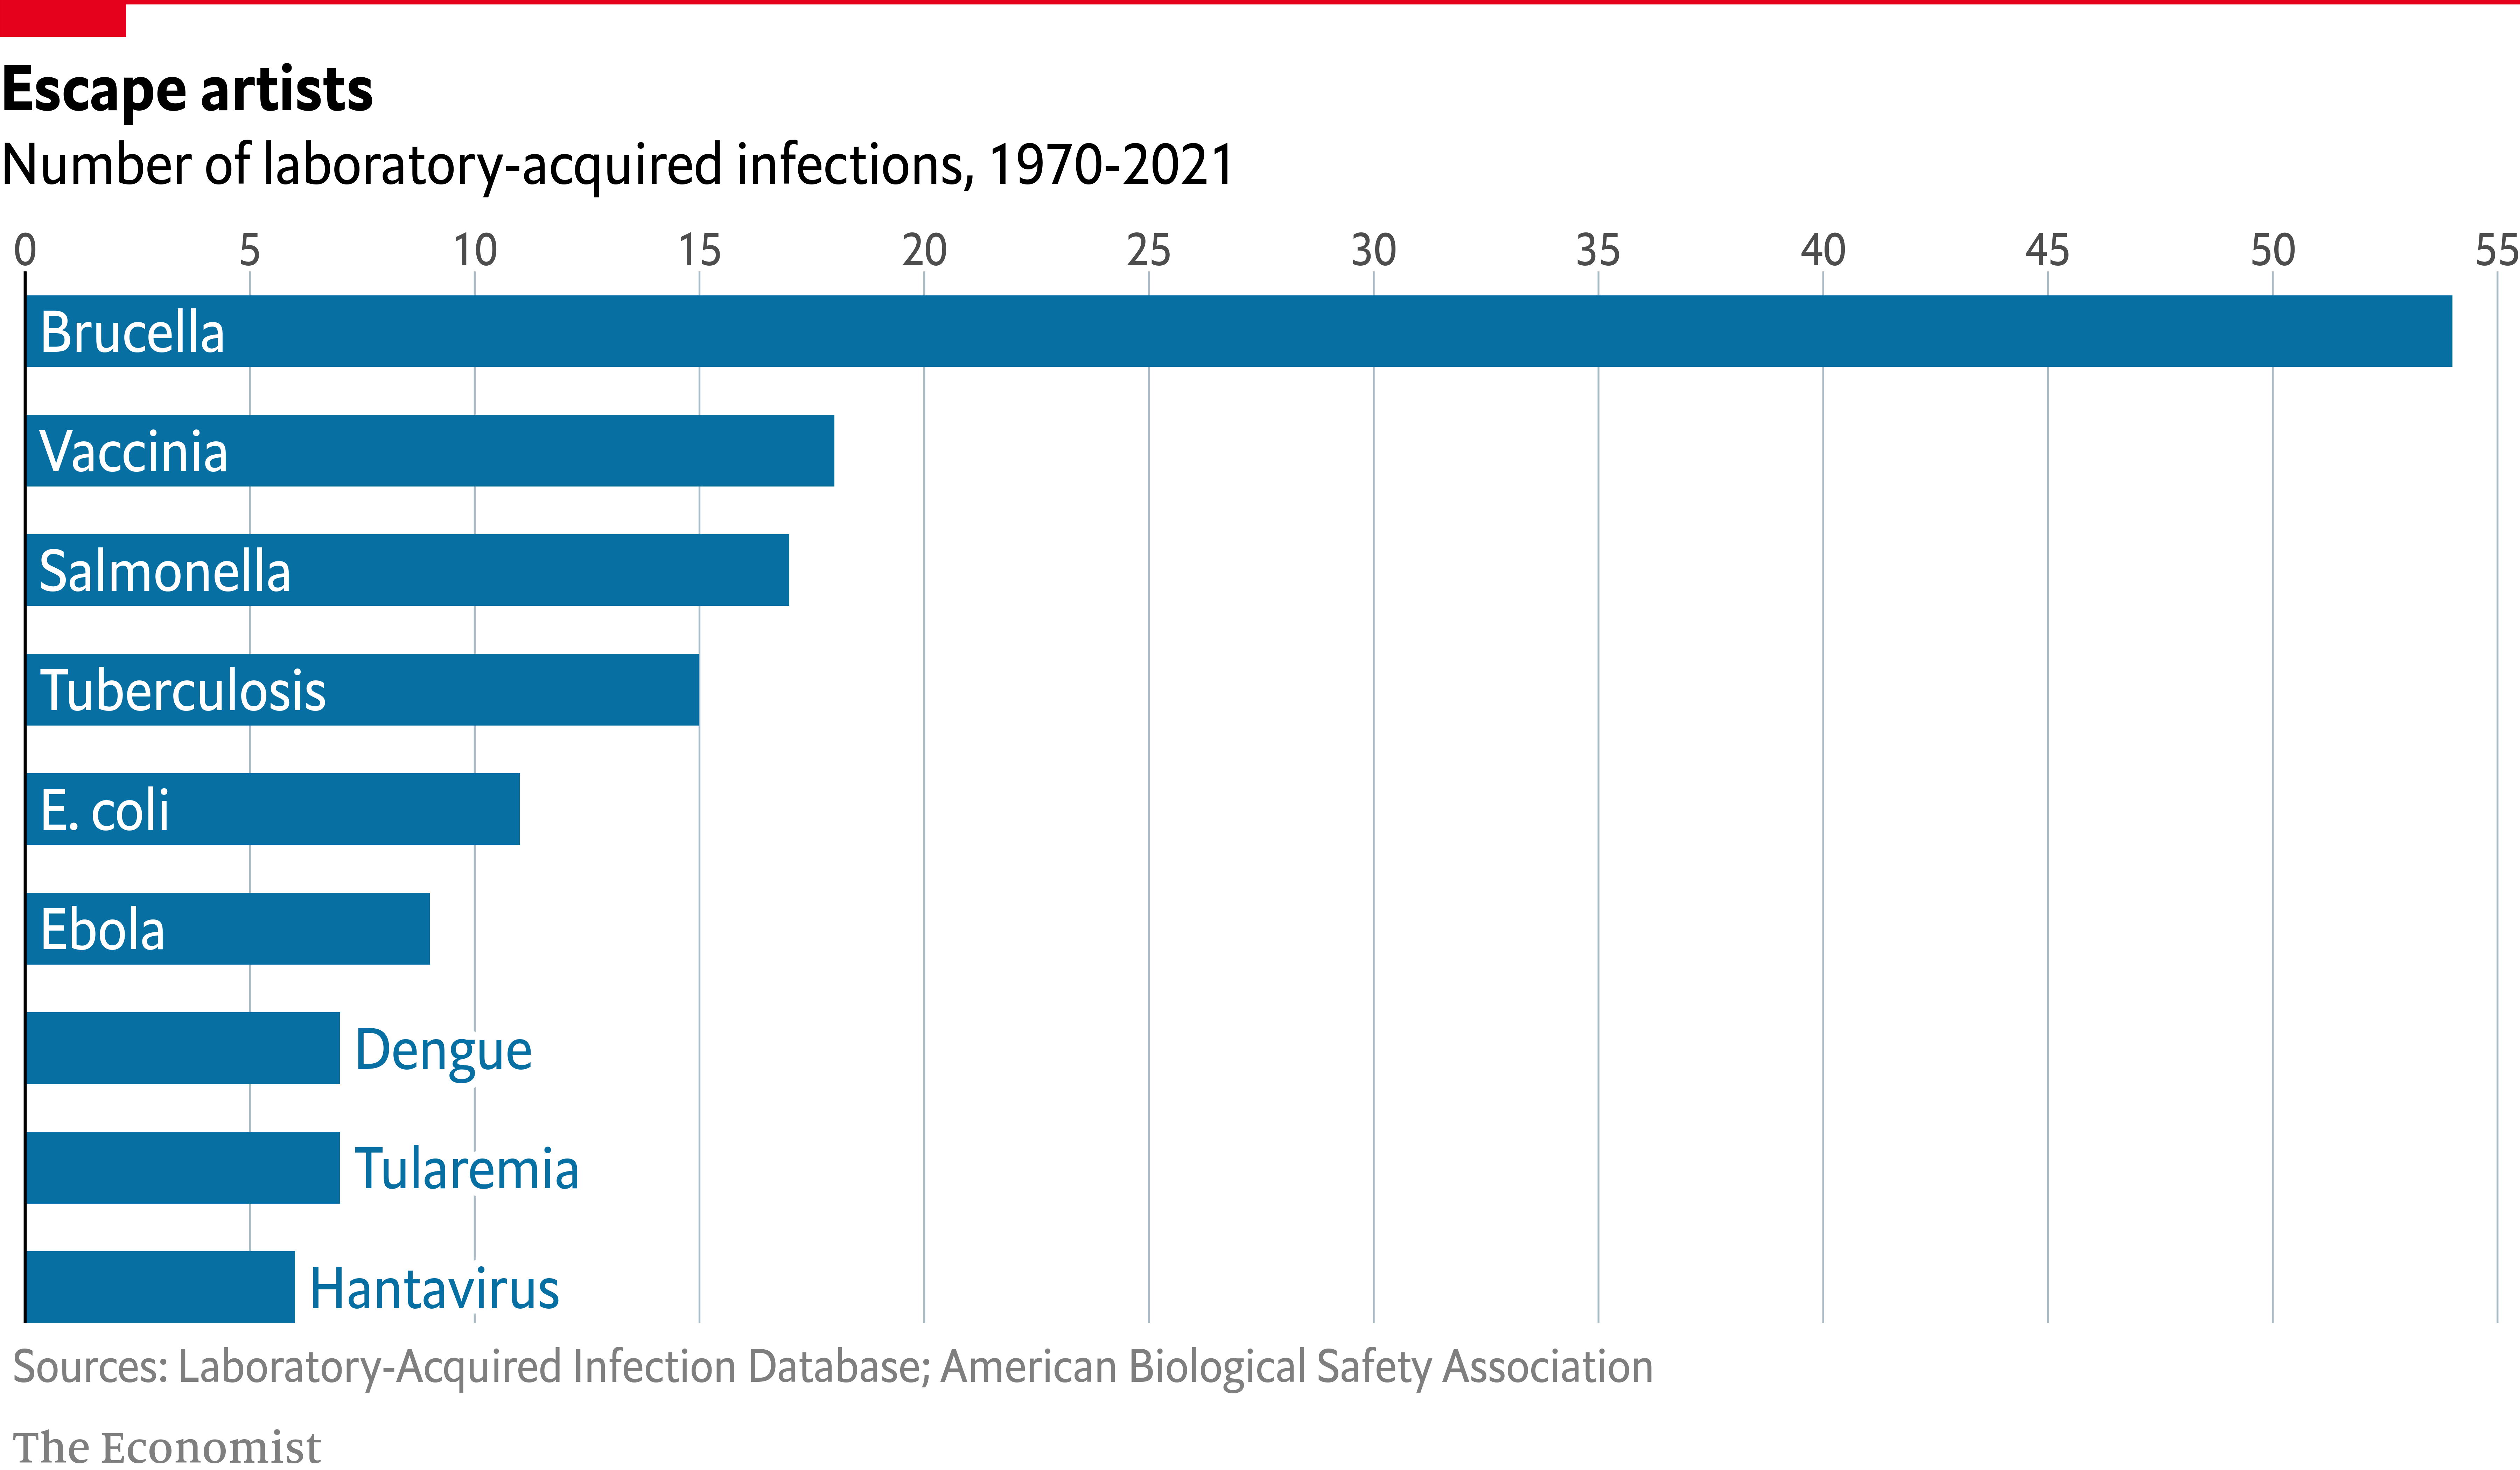 Escape artists
Number of laboratory-acquired infections, 1970-2021
0 5 10 15 20 25 30 35 40 45 50 55
Brucella
Vaccinia
Salmonella
Tuberculosis
E. coli
Ebola
Dengue
Tularemia
Hantavirus
Sources: Laboratory-Acquired Infection Database; American Biological Safety Association
The Economist